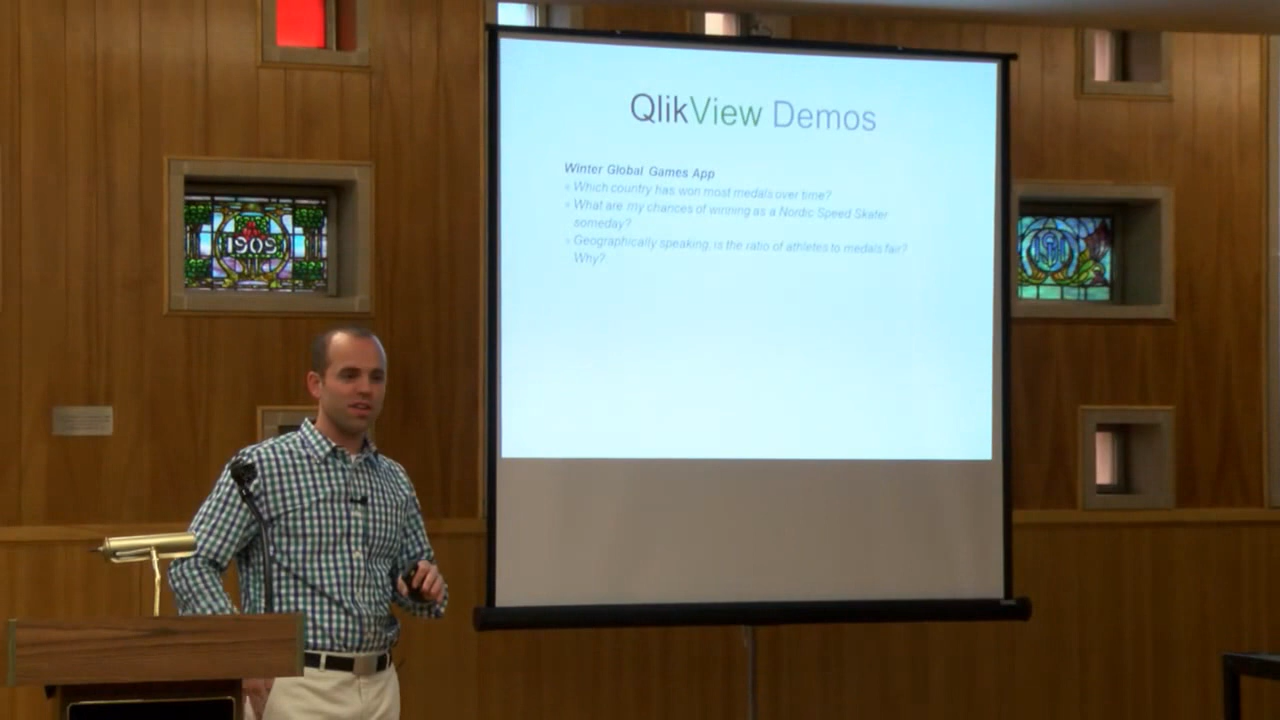 QlikView Demos
Winter Global Games App
» Which country has won most medals over time?
» What are my chances of winning as a Nordic Speed Skater
someday?
» Geographically speaking, is the ratio of athletes to medals fair?
Why?
1909